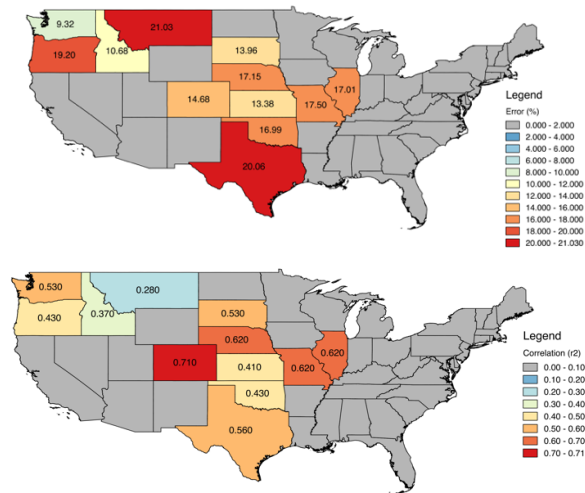 9.32
21.03
19.20
10.68
13.96
17.15
14.68
13.38
17.50
17.01
16.99
20.06
Legend
Error (%)
0.000 - 2.000
2.000 - 4.000
4.000 - 6.000
6.000 - 8.000
8.000 - 10.000
10.000 - 12.000
12.000 - 14.000
14.000 - 16.000
16.000 - 18.000
18.000 - 20.000
20.000 - 21.030
0.530
0.280
0.430
0.370
0.530
0.620
0.710
0.410
0.620
0.620
0.430
0.560
Legend
Correlation (r2)
0.00 - 0.10
0.10 - 0.20
0.20 - 0.30
0.30 - 0.40
0.40 - 0.50
0.50 - 0.60
0.60 - 0.70
0.70 - 0.71